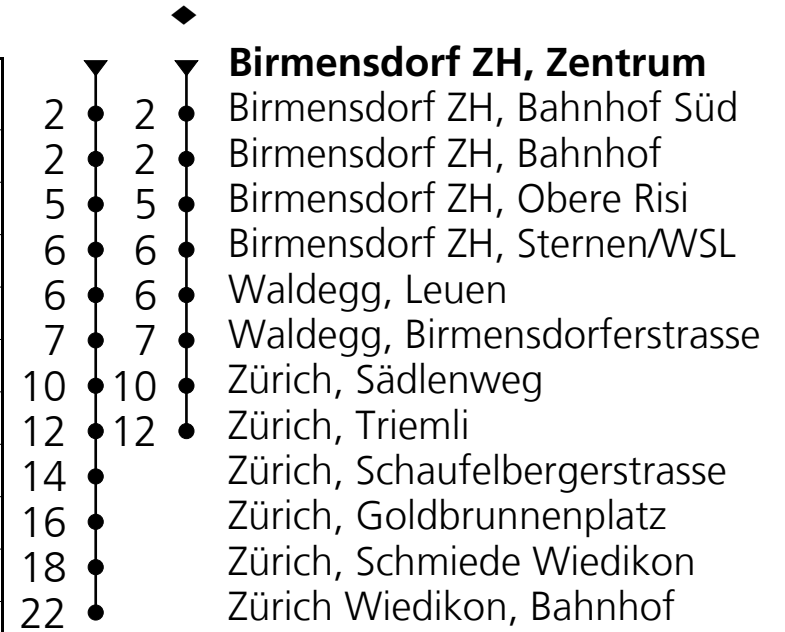 Birmensdorf ZH, Zentrum
2 2 Birmensdorf ZH, Bahnhof Süd
2 2 Birmensdorf ZH, Bahnhof
5 5 Birmensdorf ZH, Obere Risi
6 6 Birmensdorf ZH, Sternen/WSL
6 6 Waldegg, Leuen
7 7 Waldegg, Birmensdorferstrasse
10 10 Zürich, Sädlenweg
12 12 Zürich, Triemli
14 Zürich, Schaufelbergerstrasse
16 Zürich, Goldbrunnenplatz
18 Zürich, Schmiede Wiedikon
22 Zürich Wiedikon, Bahnhof